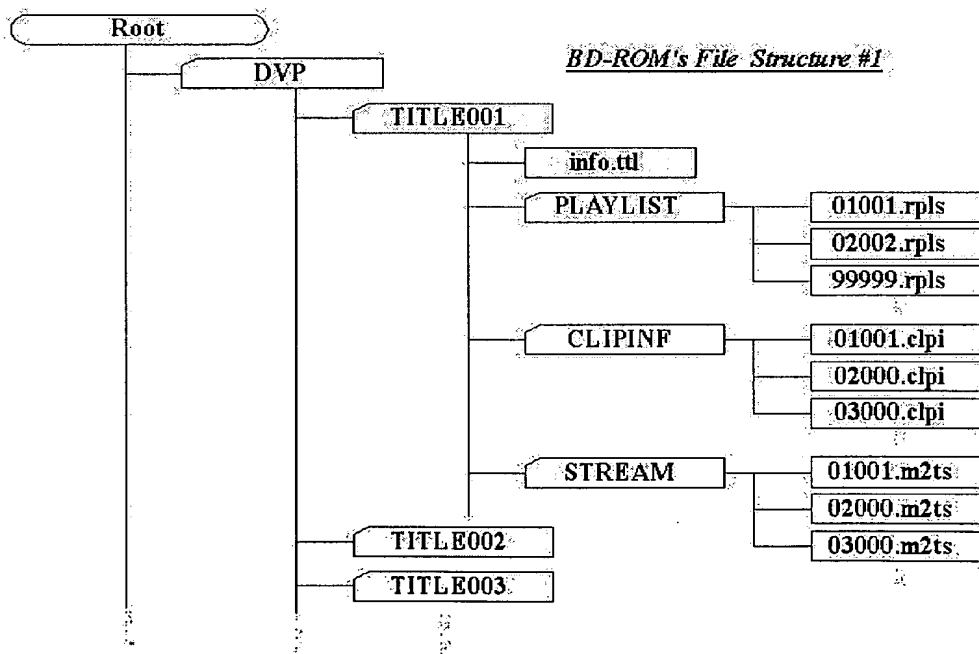 Root
BD-ROM's File Structure #1
DVP
TITLE001
info.ttl
PLAYLIST
01001.rpls
02002.rpls
99999.rpls
CLIPINF
01001.clpi
02000.clpi
03000.clpi
STREAM
01001.m2ts
02000.m2ts
03000.m2ts
TITLE002
TITLE003